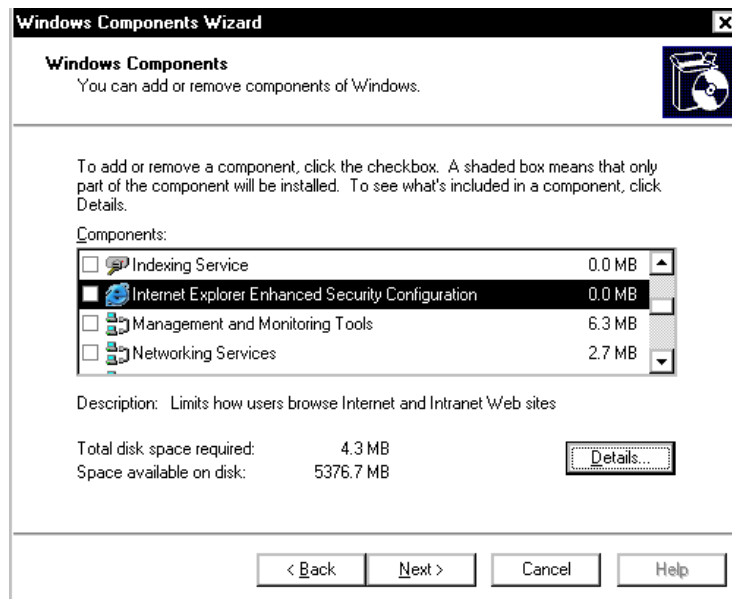 Windows Components Wizard
Windows Components
You can add or remove components of Windows.
To add or remove a component, click the checkbox. A shaded box means that only
part of the component will be installed. To see what's included in a component, click
Details.
Components:
Indexing Service 0.0 MB
Internet Explorer Enhanced Security Configuration 0.0 MB
Management and Monitoring Tools 6.3 MB
Networking Services 2.7 MB
Description: Limits how users browse Internet and Intranet Web sites
Total disk space required: 4.3 MB
Space available on disk: 5376.7 MB
Details...
< Back Next > Cancel Help